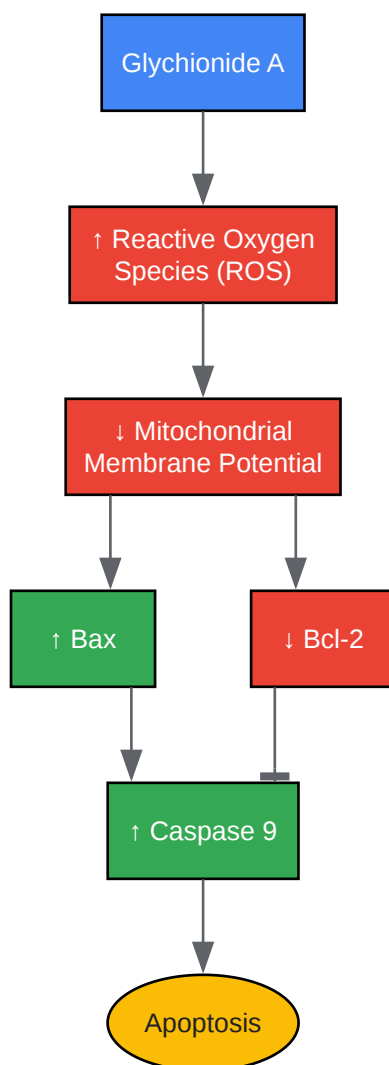 Glychionide A
↑ Reactive Oxygen
Species (ROS)
↓ Mitochondrial
Membrane Potential
↑ Bax
↓ Bcl-2
↑ Caspase 9
Apoptosis